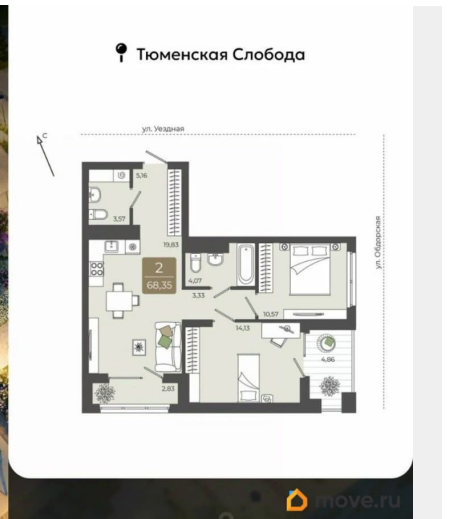 Тюменская Слобода
с
ул. Уездная
5,16
3,57
19,83
ул. Обдорская
2
68,35
4,07
3,33
10,57
14,13
4,86
2,83
move.ru